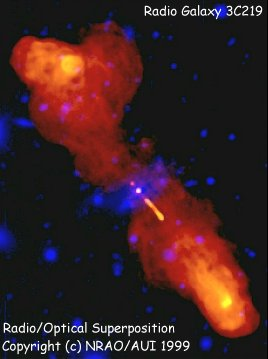 Radio Galaxy 3C219
Radio/Optical Superposition
Copyright (c) NRAO/AUI 1999